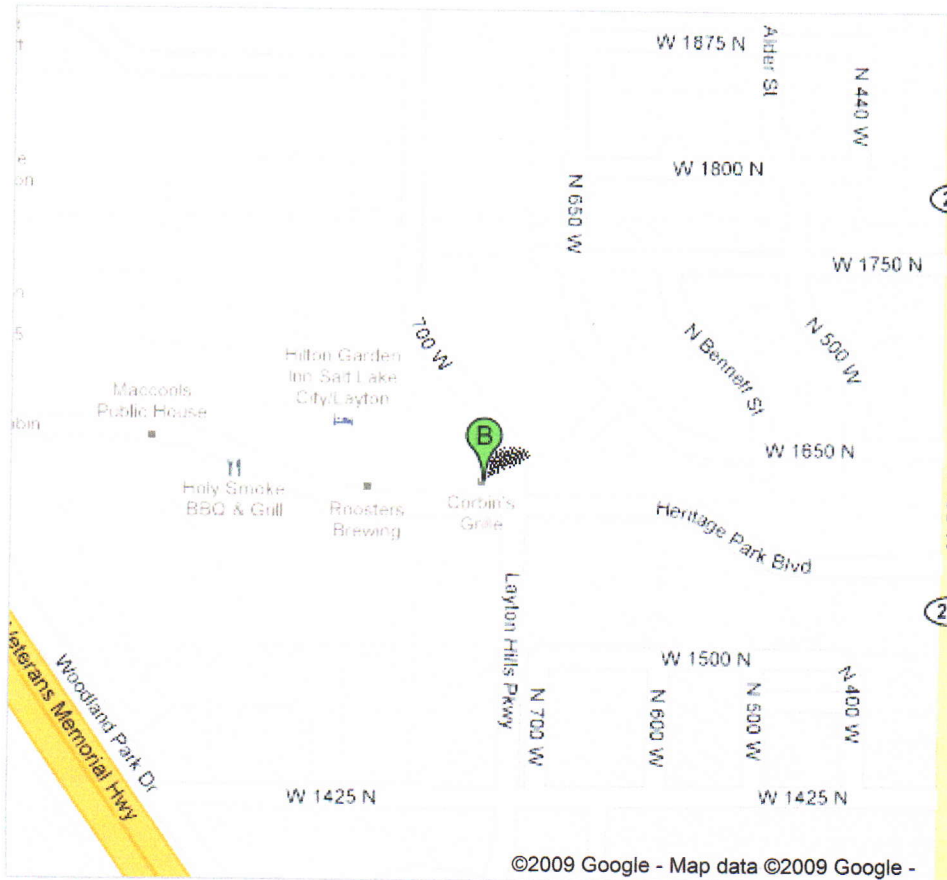 W 1875 N
Alder St
N 440 W
W 1800 N
N 650 W
W 1750 N
700 W
N Bennett St
N 500 W
Hilton Garden
Inn Salt Lake
City/Layton
Maccools
Public House
B
W 1650 N
Holy Smoke
BBQ & Grill
Roosters
Brewing
Corbin's
Grille
Heritage Park Blvd
Layton Hills Pkwy
W 1500 N
Veterans Memorial Hwy
Woodland Park Dr
N 700 W
N 600 W
N 500 W
N 400 W
W 1425 N
W 1425 N
©2009 Google - Map data ©2009 Google -